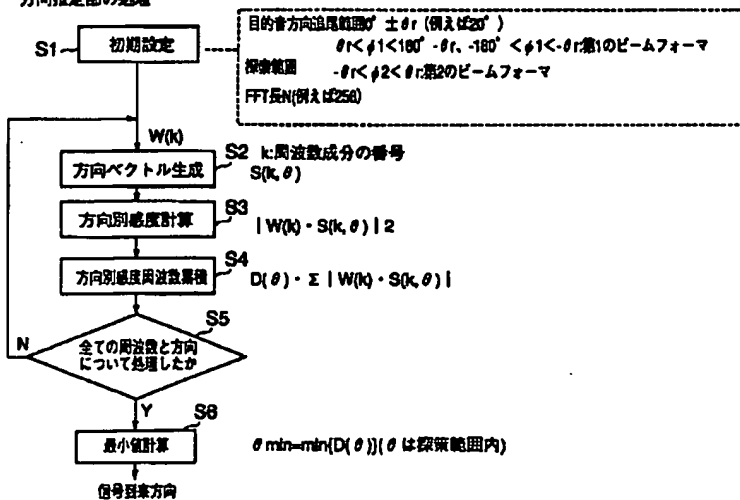 方向推定部の処理
目的音方向追尾範囲0° ±θr (例えば20°)
θr<φ1<180° -θr、-180° <φ1<-θr:第1のビームフォーマ
探索範囲
-θr<φ2<θr:第2のビームフォーマ
FFT長N(例えば256)
S1
初期設定
W(k)
S2 k:周波数成分の番号
方向ベクトル生成
S(k,θ)
S3
方向別感度計算
|W(k)・S(k,θ)|2
S4
方向別感度周波数累積
D(θ)・Σ|W(k)・S(k,θ)|
S5
N
全ての周波数と方向
について処理したか
Y
S6
最小値計算
θmin=min{D(θ)}(θは探索範囲内)
信号到来方向